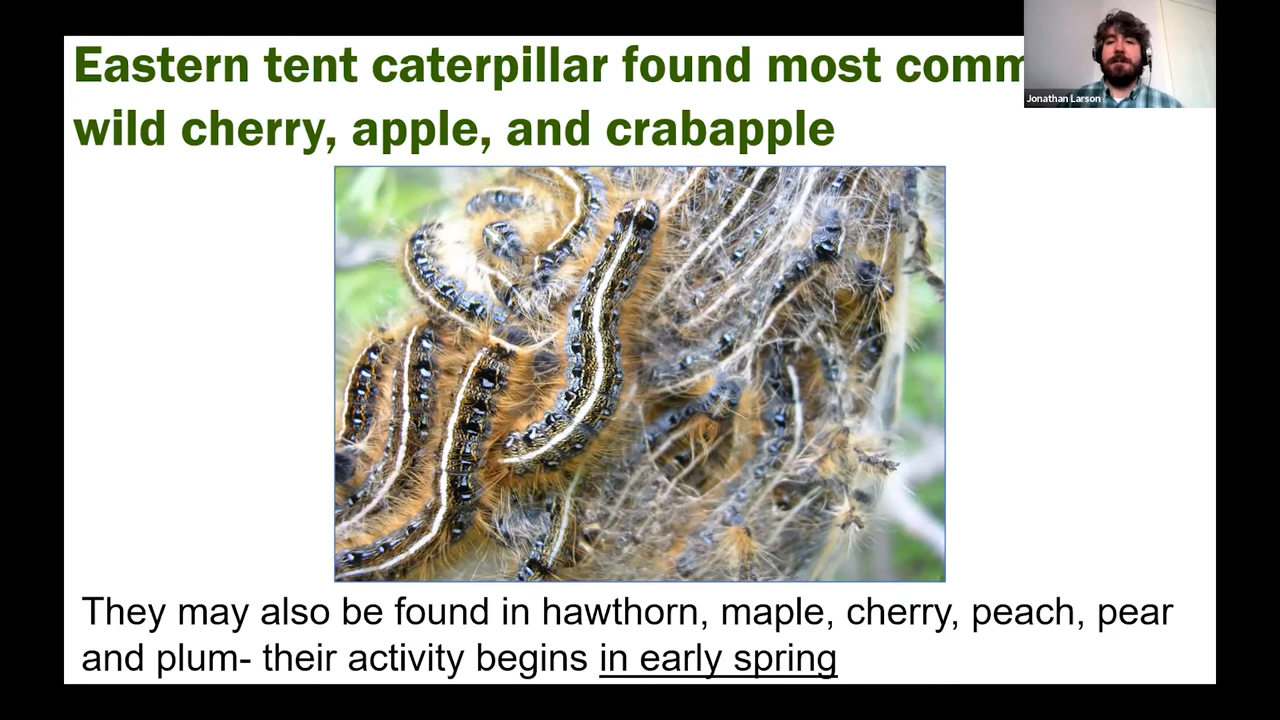 Eastern tent caterpillar found most comm
wild cherry, apple, and crabapple
Jonathan Larson
They may also be found in hawthorn, maple, cherry, peach, pear
and plum- their activity begins in early spring